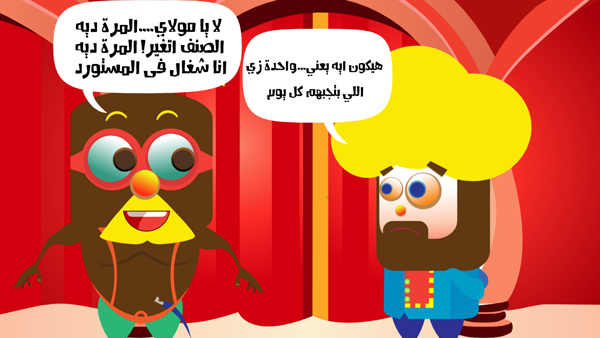 لا يا مولاي....المرة ديه
الصنف اتغير! المرة ديه
انا شغال فى المستورد
هيكون ايه يعني...واحدة زي
اللي بتجبهم كل يوم